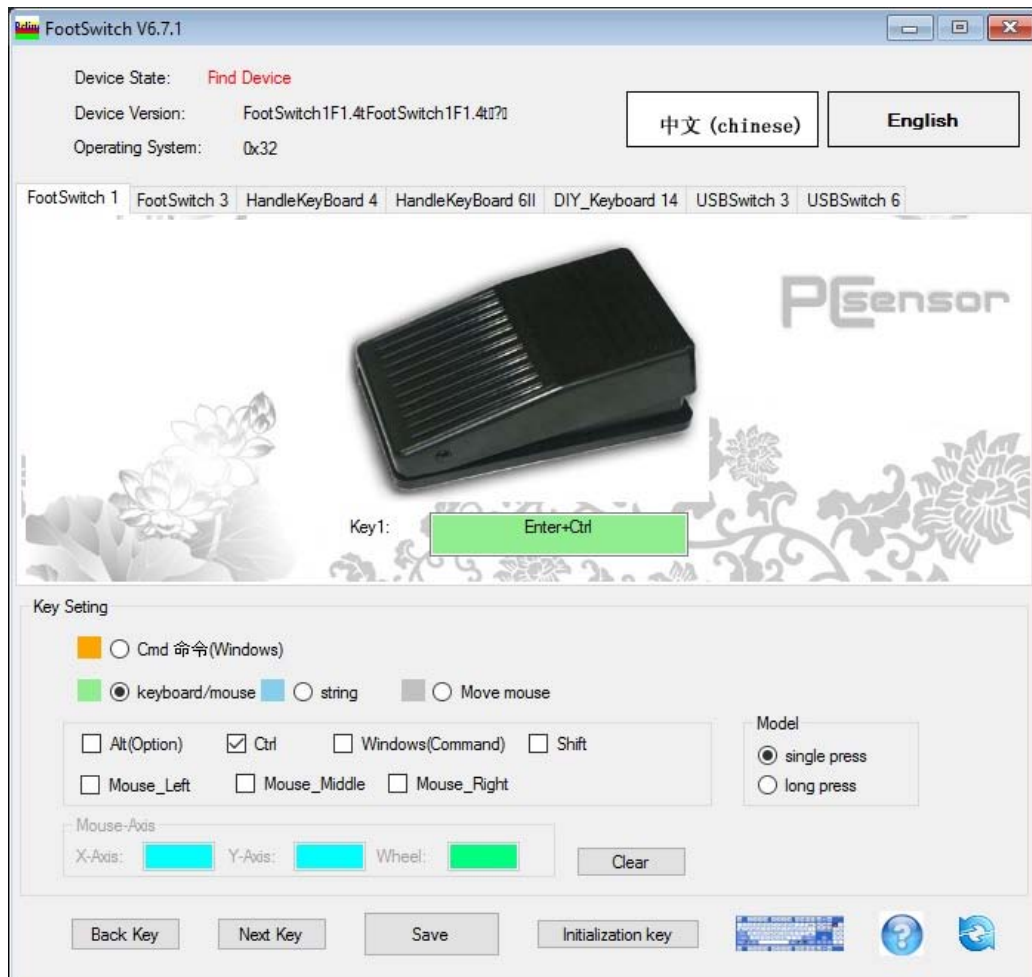 FootSwitch V6.7.1
Device State: Find Device
Device Version: FootSwitch1F1.4tFootSwitch1F1.4t▯?▯
中文 (chinese)
English
Operating System: 0x32
FootSwitch 1 FootSwitch 3 HandleKeyBoard 4 HandleKeyBoard 6II DIY_Keyboard 14 USBSwitch 3 USBSwitch 6
PCsensor
Key1: Enter+Ctrl
Key Seting
Cmd 命令(Windows)
keyboard/mouse string Move mouse
Alt(Option) Ctrl Windows(Command) Shift
Mouse_Left Mouse_Middle Mouse_Right
Model
single press
long press
Mouse-Axis
X-Axis: Y-Axis: Wheel:
Clear
Back Key Next Key Save Initialization key
?